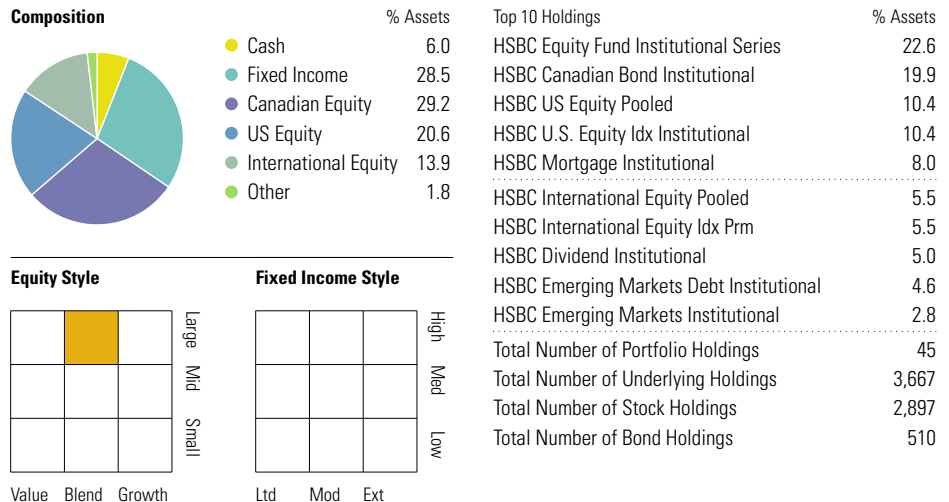 Composition % Assets
Cash 6.0
Fixed Income 28.5
Canadian Equity 29.2
US Equity 20.6
International Equity 13.9
Other 1.8
Equity Style
Large
Mid
Small
Value Blend Growth
Fixed Income Style
High
Med
Low
Ltd Mod Ext
Top 10 Holdings % Assets
HSBC Equity Fund Institutional Series 22.6
HSBC Canadian Bond Institutional 19.9
HSBC US Equity Pooled 10.4
HSBC U.S. Equity Idx Institutional 10.4
HSBC Mortgage Institutional 8.0
HSBC International Equity Pooled 5.5
HSBC International Equity Idx Prm 5.5
HSBC Dividend Institutional 5.0
HSBC Emerging Markets Debt Institutional 4.6
HSBC Emerging Markets Institutional 2.8
Total Number of Portfolio Holdings 45
Total Number of Underlying Holdings 3,667
Total Number of Stock Holdings 2,897
Total Number of Bond Holdings 510